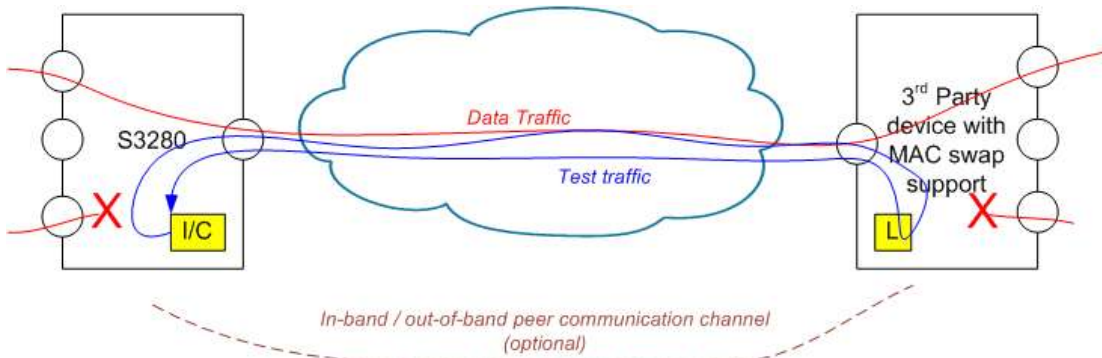 S3280
Data Traffic
Test traffic
3rd Party
device with
MAC swap
support
X
I/C
L
X
In-band / out-of-band peer communication channel
(optional)